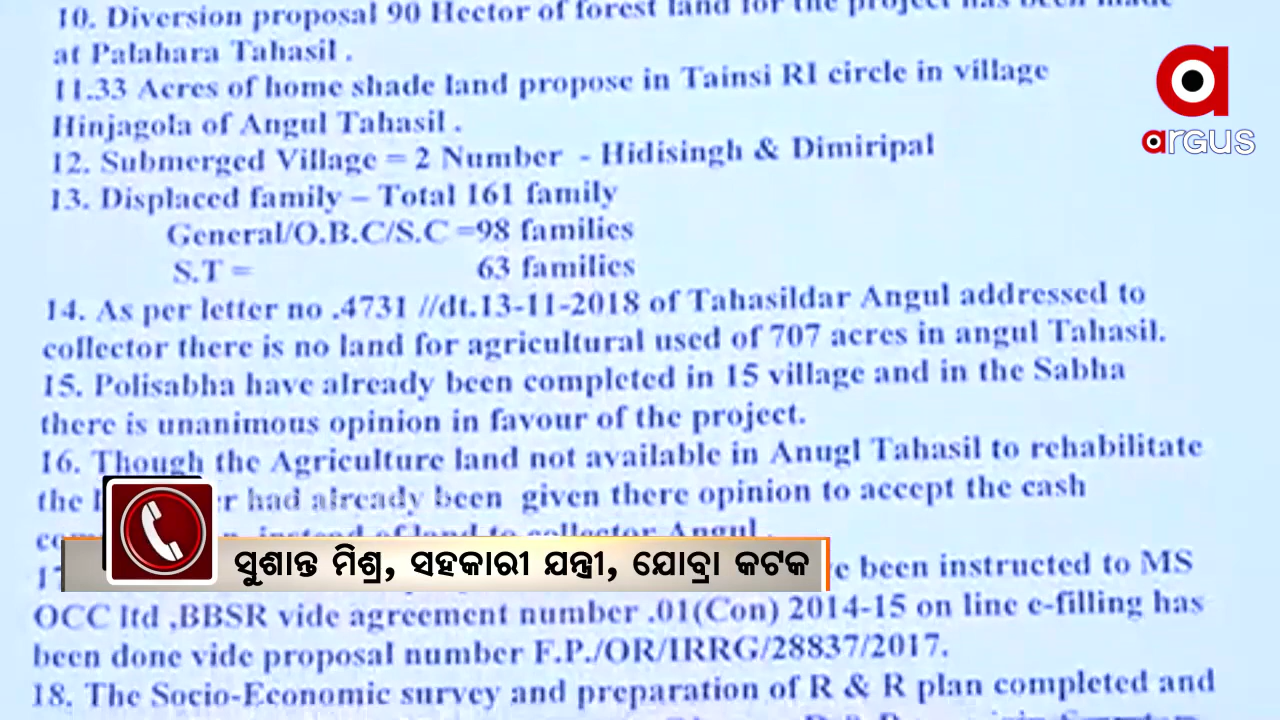 10. Diversion proposal 90 Hector of forest land for the project has been made
at Palahara Tahasil .
11.33 Acres of home shade land propose in Tainsi RI circle in village
Hinjagola of Angul Tahasil .
12. Submerged Village = 2 Number - Hidisingh & Dimiripal
13. Displaced family – Total 161 family
General/O.B.C/S.C =98 families
S.T = 63 families
14. As per letter no .4731 //dt.13-11-2018 of Tahasildar Angul addressed to
collector there is no land for agricultural used of 707 acres in angul Tahasil.
15. Polisabha have already been completed in 15 village and in the Sabha
there is unanimous opinion in favour of the project.
16. Though the Agriculture land not available in Anugl Tahasil to rehabilitate
the had already been given there opinion to accept the cash
instead of land to collector Angul .
been instructed to MS
OCC ltd ,BBSR vide agreement number .01(Con) 2014-15 on line e-filling has
been done vide proposal number F.P./OR/IRRG/28837/2017.
18. The Socio-Economic survey and preparation of R & R plan completed and
argus
ସୁଶାନ୍ତ ମିଶ୍ର, ସହକାରୀ ଯନ୍ତ୍ରୀ, ଯୋବ୍ରା କଟକ